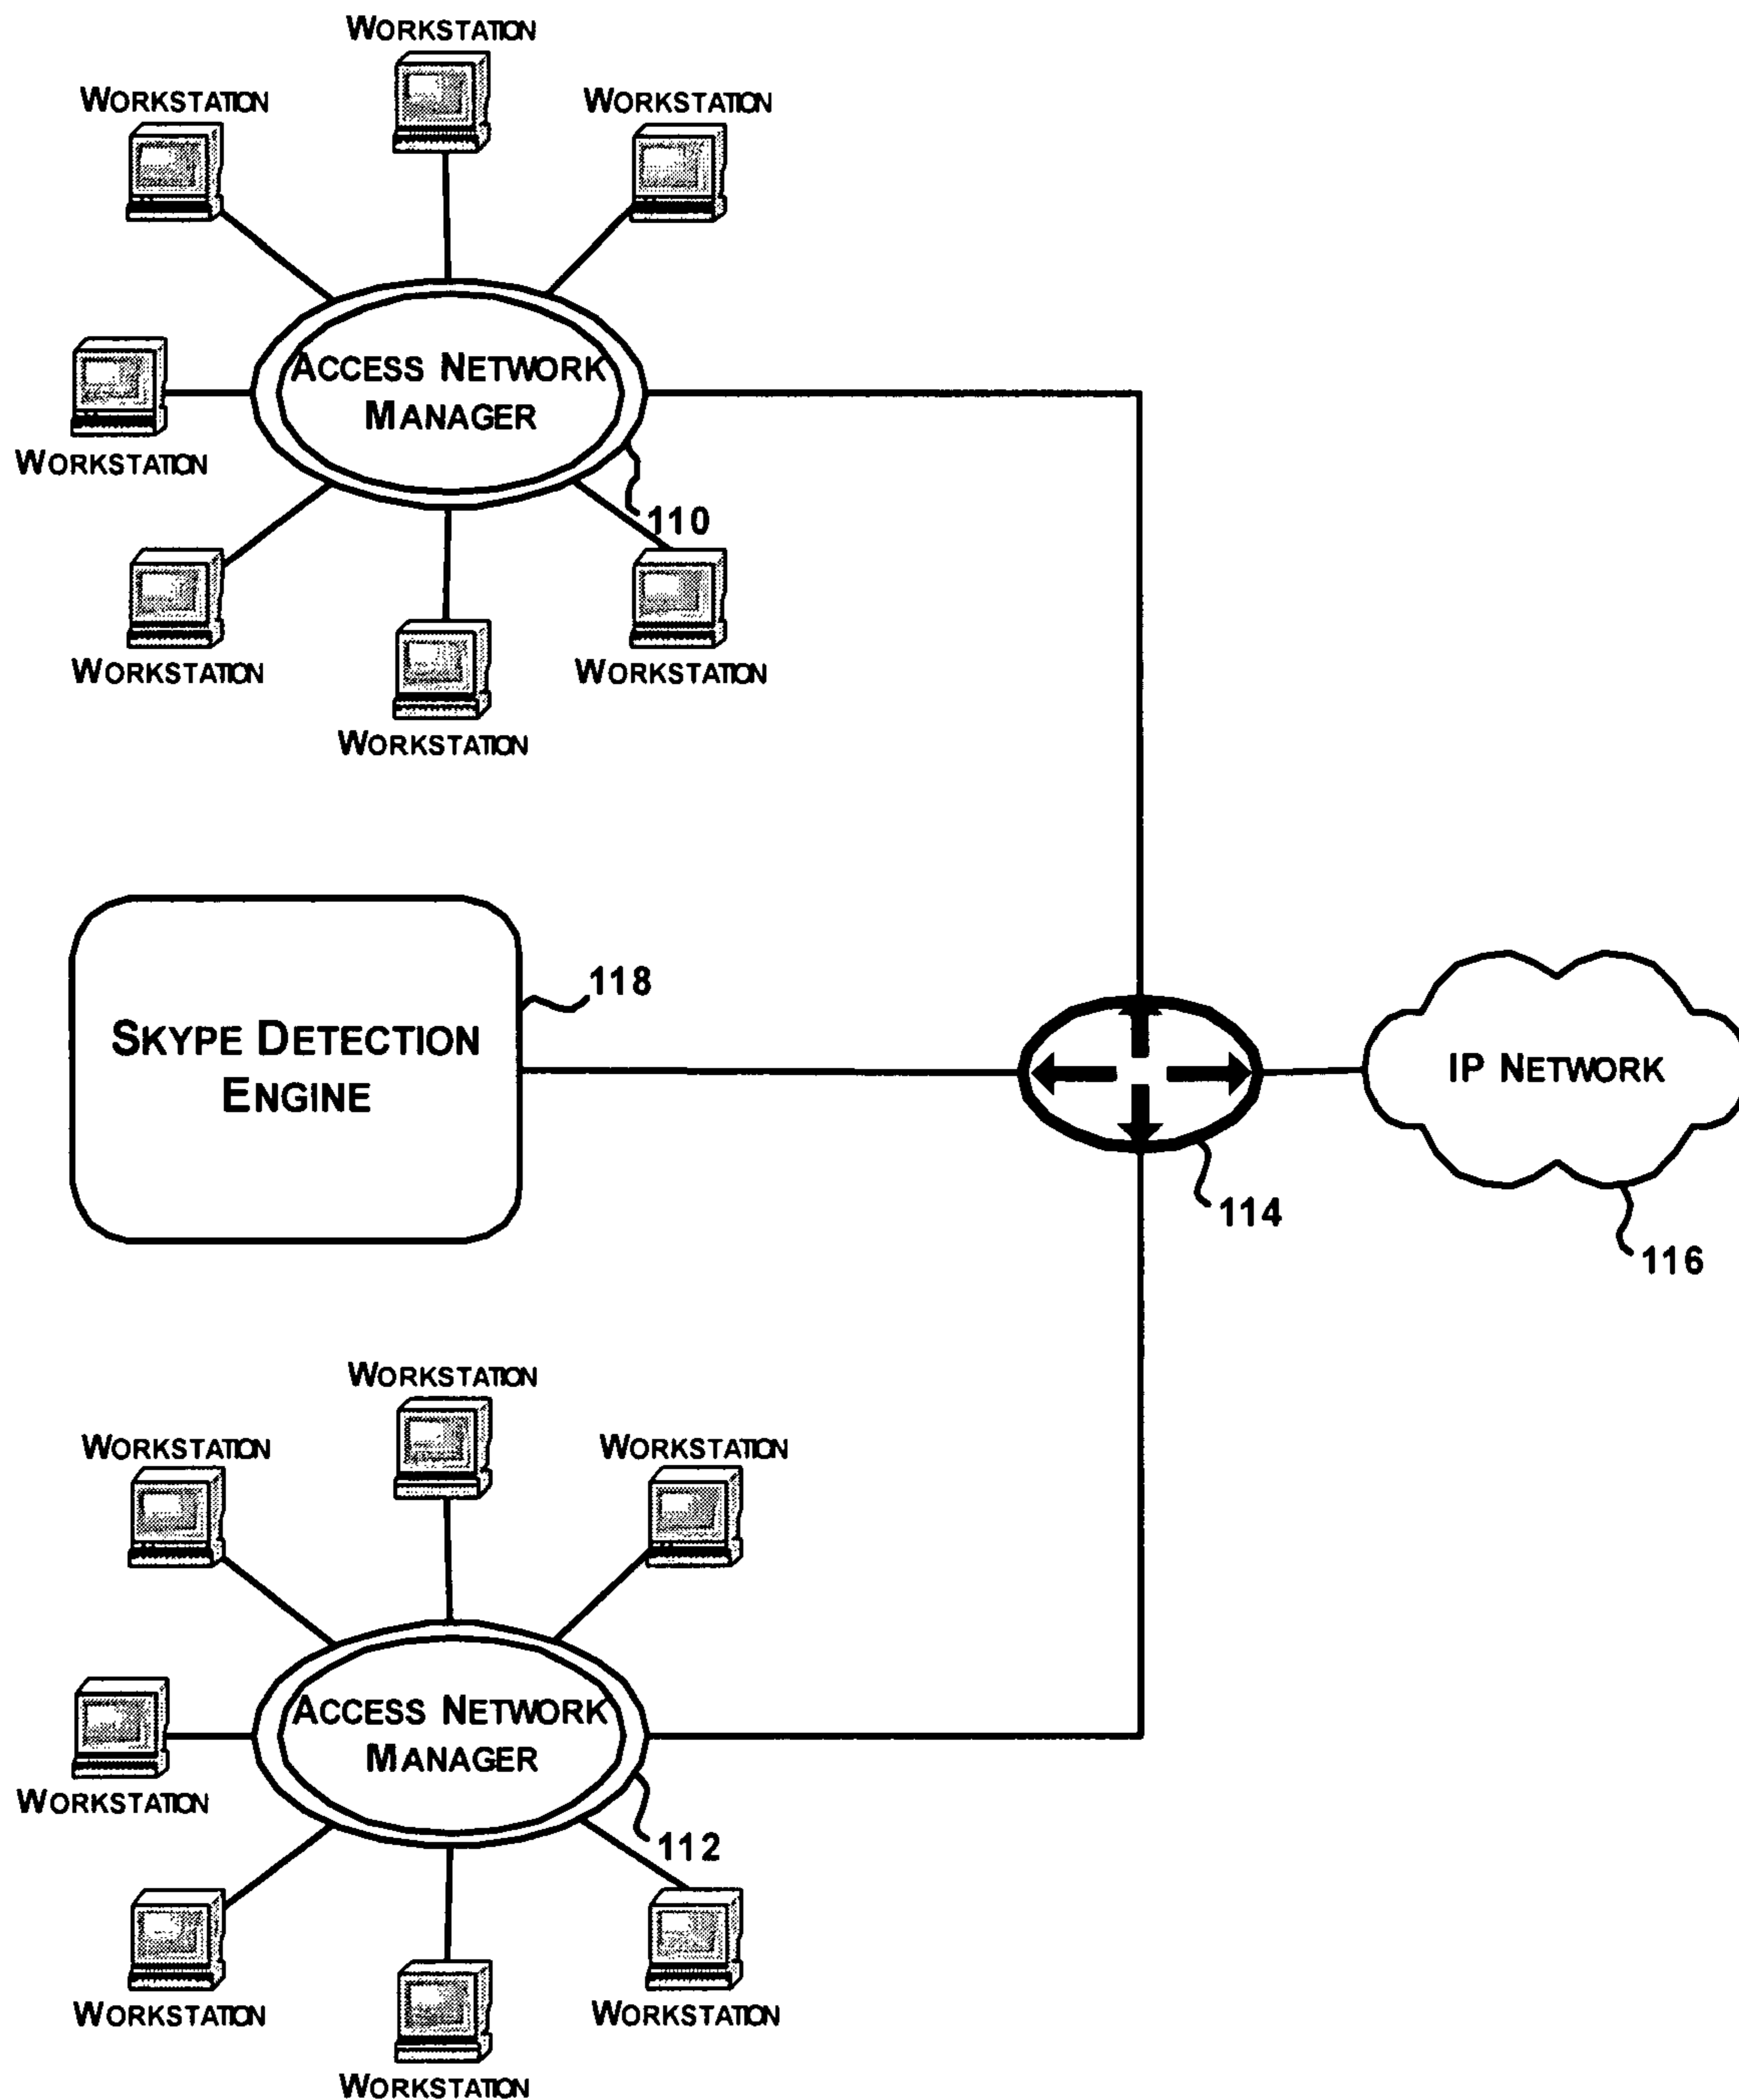 WORKSTATION
WORKSTATION
WORKSTATION
ACCESS NETWORK
MANAGER
WORKSTATION
110
WORKSTATION
WORKSTATION
WORKSTATION
118
SKYPE DETECTION
ENGINE
IP NETWORK
114
116
WORKSTATION
WORKSTATION
WORKSTATION
ACCESS NETWORK
MANAGER
WORKSTATION
112
WORKSTATION
WORKSTATION
WORKSTATION